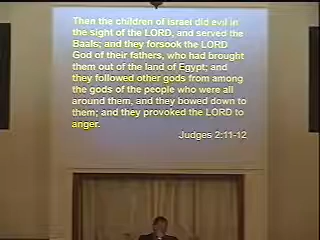 Then the children of Israel did evil in
the sight of the LORD, and served the
Baals; and they forsook the LORD
God of their fathers, who had brought
them out of the land of Egypt; and
they followed other gods from among
the gods of the people who were all
around them, and they bowed down to
them; and they provoked the LORD to
anger.
Judges 2:11-12